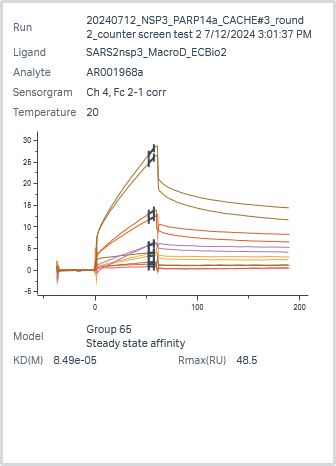 Run 20240712_NSP3_PARP14a_CACHE#3_round
2_counter screen test 2 7/12/2024 3:01:37 PM
Ligand SARS2nsp3_MacroD_ECBio2
Analyte AR001968a
Sensorgram Ch 4, Fc 2-1 corr
Temperature 20
30
25
20
15
10
5
0
-5
0 100 200
Model Group 65
Steady state affinity
KD(M) 8.49e-05 Rmax(RU) 48.5